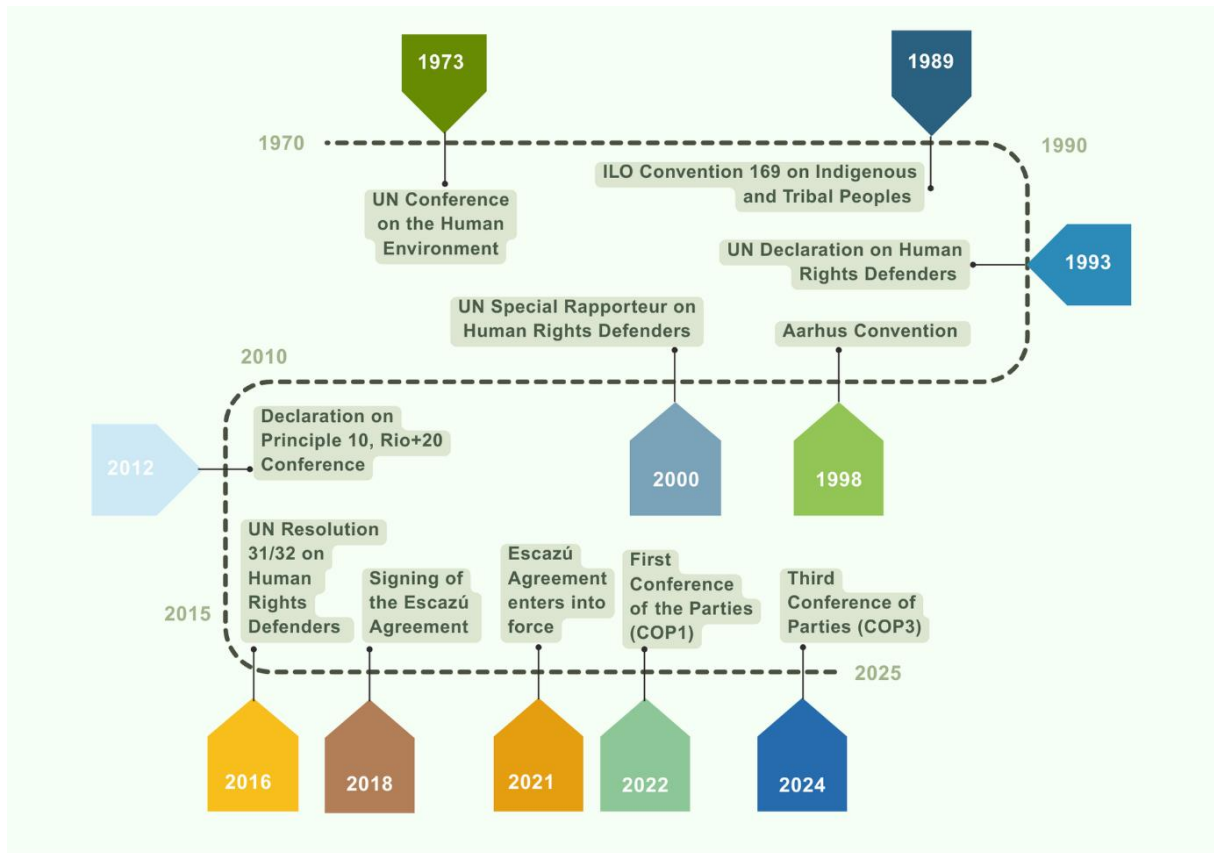 1973
1989
1970
1990
UN Conference
on the Human
Environment
ILO Convention 169 on Indigenous
and Tribal Peoples
UN Declaration on Human
Rights Defenders
1993
UN Special Rapporteur on
Human Rights Defenders
Aarhus Convention
2010
2000
1998
2012
Declaration on
Principle 10, Rio+20
Conference
2015
UN Resolution
31/32 on
Human
Rights
Defenders
Signing of
the Escazú
Agreement
Escazú
Agreement
enters into
force
First
Conference
of the Parties
(COP1)
Third
Conference of
Parties (COP3)
2025
2016
2018
2021
2022
2024